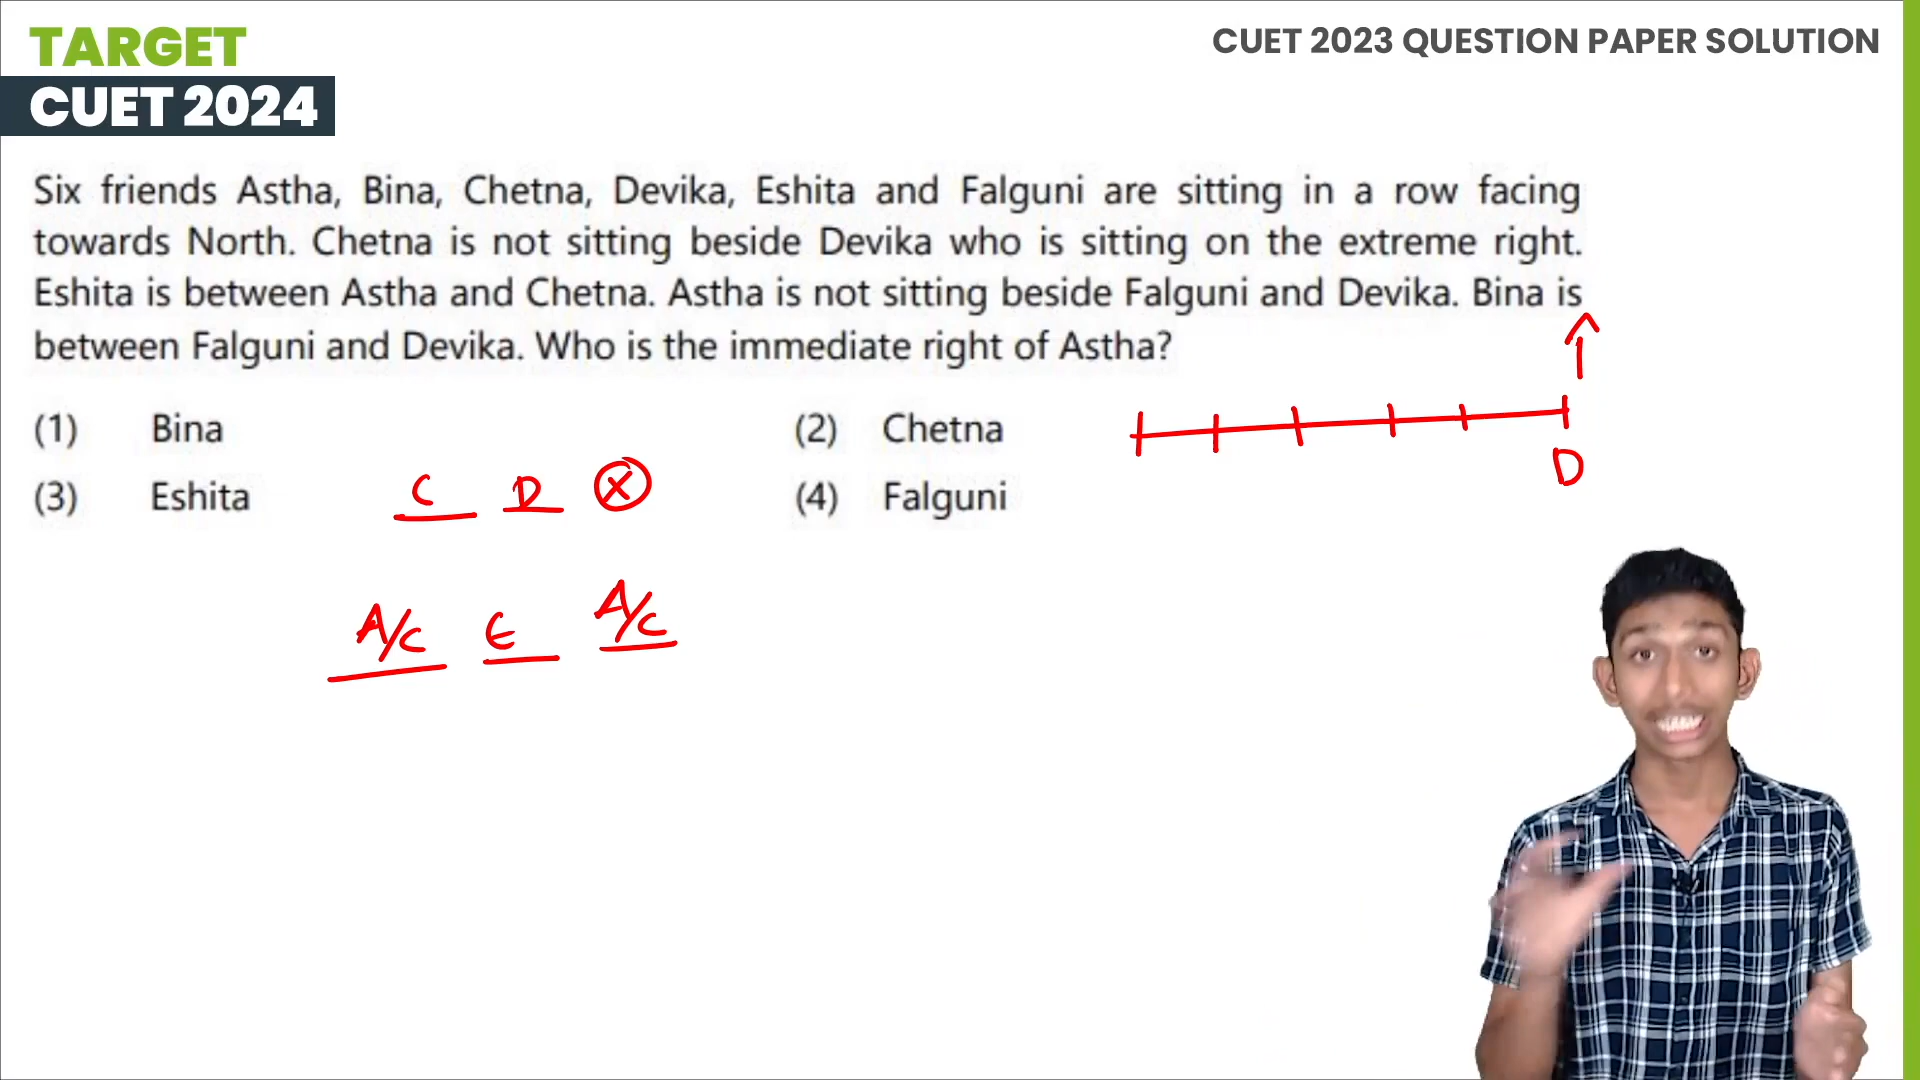 TARGET
CUET 2024
CUET 2023 QUESTION PAPER SOLUTION
Six friends Astha, Bina, Chetna, Devika, Eshita and Falguni are sitting in a row facing
towards North. Chetna is not sitting beside Devika who is sitting on the extreme right.
Eshita is between Astha and Chetna. Astha is not sitting beside Falguni and Devika. Bina is
between Falguni and Devika. Who is the immediate right of Astha?
(1) Bina
(2) Chetna
(3) Eshita
(4) Falguni
D
C D X
A/C E A/C